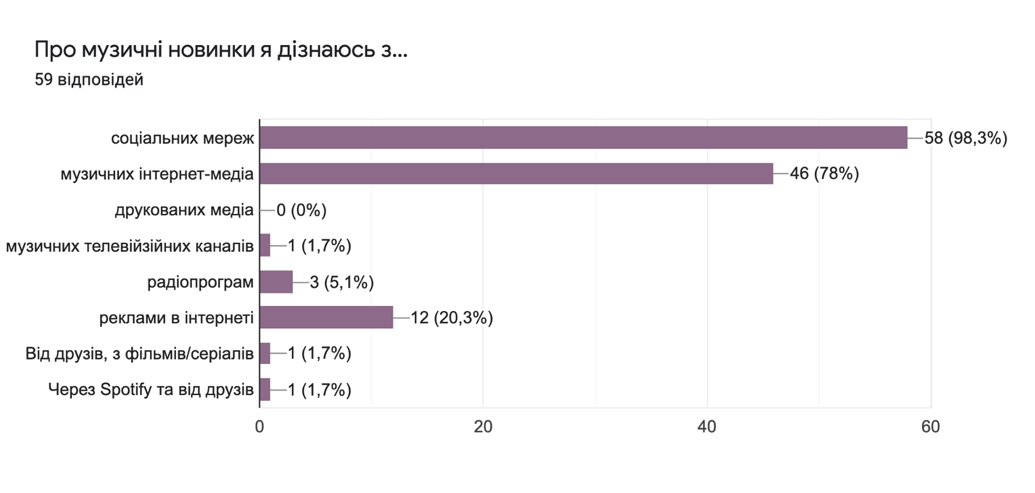 Про музичні новинки я дізнаюсь з...
59 відповідей
соціальних мереж 58 (98,3%)
музичних інтернет-медіа 46 (78%)
друкованих медіа 0 (0%)
музичних телевійзійних каналів 1 (1,7%)
радіопрограм 3 (5,1%)
реклами в інтернеті 12 (20,3%)
Від друзів, з фільмів/серіалів 1 (1,7%)
Через Spotify та від друзів 1 (1,7%)
0 20 40 60